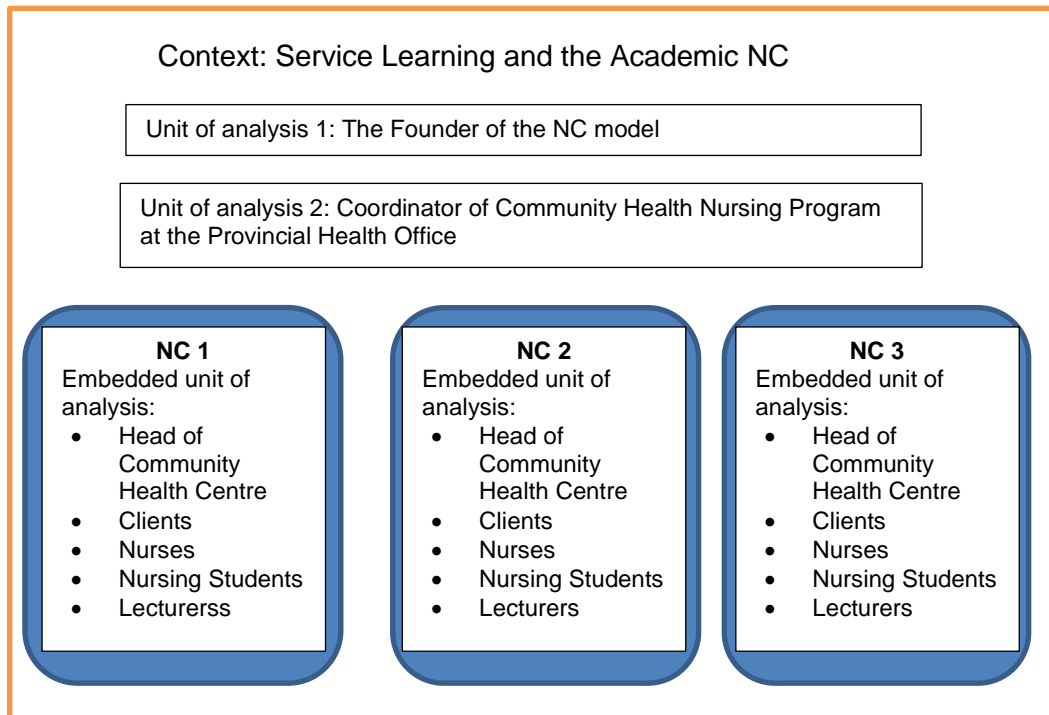 Context: Service Learning and the Academic NC
Unit of analysis 1: The Founder of the NC model
Unit of analysis 2: Coordinator of Community Health Nursing Program
at the Provincial Health Office
NC 1
Embedded unit of
analysis:
• Head of
Community
Health Centre
• Clients
• Nurses
• Nursing Students
• Lecturerss
NC 2
Embedded unit of
analysis:
• Head of
Community
Health Centre
• Clients
• Nurses
• Nursing Students
• Lecturers
NC 3
Embedded unit of
analysis:
• Head of
Community
Health Centre
• Clients
• Nurses
• Nursing Students
• Lecturers